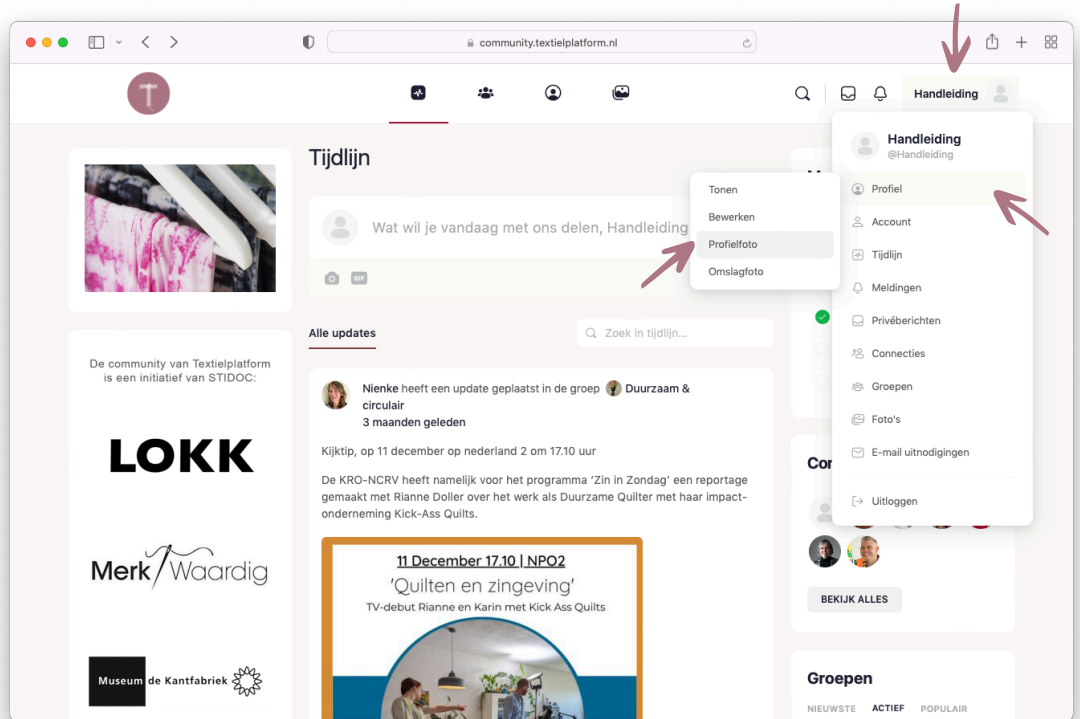 community.textielplatform.nl
T
Handleiding
Handleiding
@Handleiding
Profiel
Account
Tijdlijn
Meldingen
Privéberichten
Connecties
Groepen
Foto's
E-mail uitnodigingen
Uitloggen
Tonen
Bewerken
Profielfoto
Omslagfoto
Tijdlijn
Wat wil je vandaag met ons delen, Handleiding
GIF
Alle updates
Zoek in tijdlijn...
De community van Textielplatform
is een initiatief van STIDOC:
LOKK
MerkWaardig
Museum de Kantfabriek
Nienke heeft een update geplaatst in de groep Duurzaam &
circulair
3 maanden geleden
Kijktip, op 11 december op nederland 2 om 17.10 uur
De KRO-NCRV heeft namelijk voor het programma ‘Zin in Zondag’ een reportage
gemaakt met Rianne Doller over het werk als Duurzame Quilter met haar impact-
onderneming Kick-Ass Quilts.
11 December 17.10 | NPO2
'Quilten en zingeving'
TV-debut Rianne en Karin met Kick Ass Quilts
BEKIJK ALLES
Groepen
NIEUWSTE ACTIEF POPULAIR